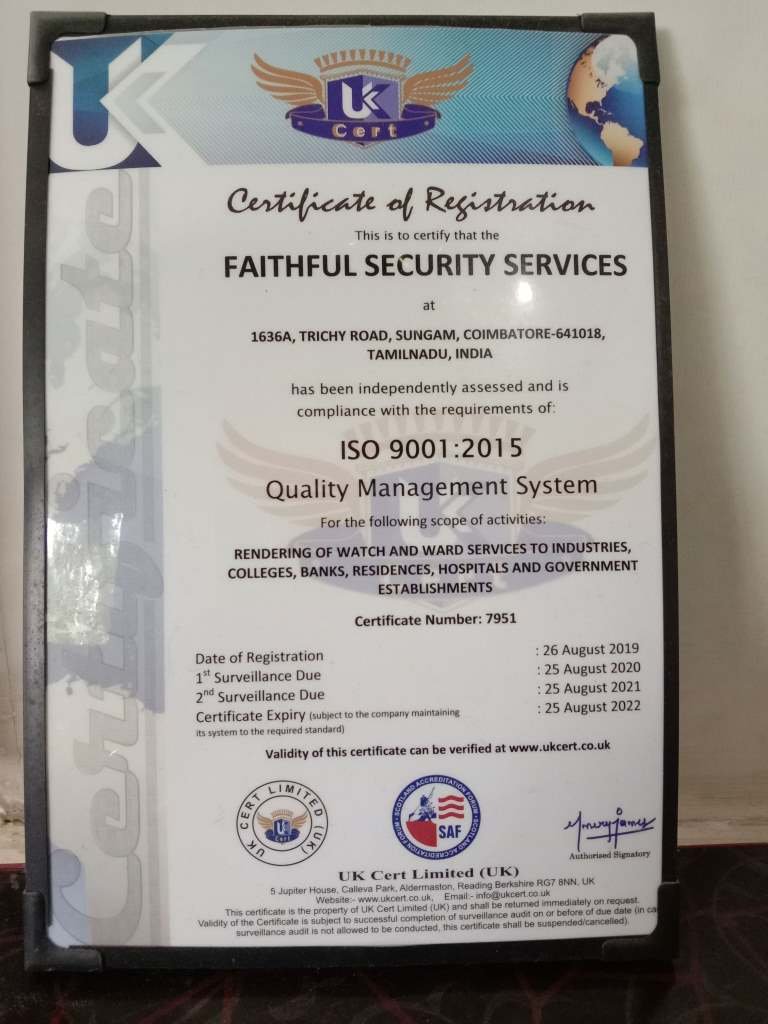 UK
UK
Cert
Certificate of Registration
This is to certify that the
FAITHFUL SECURITY SERVICES
at
1636A, TRICHY ROAD, SUNGAM, COIMBATORE-641018,
TAMILNADU, INDIA
has been independently assessed and is
compliance with the requirements of:
ISO 9001:2015
Quality Management System
For the following scope of activities:
RENDERING OF WATCH AND WARD SERVICES TO INDUSTRIES,
COLLEGES, BANKS, RESIDENCES, HOSPITALS AND GOVERNMENT
ESTABLISHMENTS
Certificate Number: 7951
Date of Registration : 26 August 2019
1st Surveillance Due : 25 August 2020
2nd Surveillance Due : 25 August 2021
Certificate Expiry (subject to the company maintaining : 25 August 2022
its system to the required standard)
Validity of this certificate can be verified at www.ukcert.co.uk
UK CERT LIMITED (UK)
UK
Cert
SCOTLAND ACCREDITATION FORUM SCOTLAND ACCREDITATION FORUM
SAF
Authorised Signatory
UK Cert Limited (UK)
5 Jupiter House, Calleva Park, Aldermaston, Reading Berkshire RG7 8NN, UK
Website:- www.ukcert.co.uk, Email:- info@ukcert.co.uk
This certificate is the property of UK Cert Limited (UK) and shall be returned immediately on request.
Validity of the Certificate is subject to successful completion of surveillance audit on or before of due date (in ca
surveillance audit is not allowed to be conducted, this certificate shall be suspended/cancelled).
Certificate